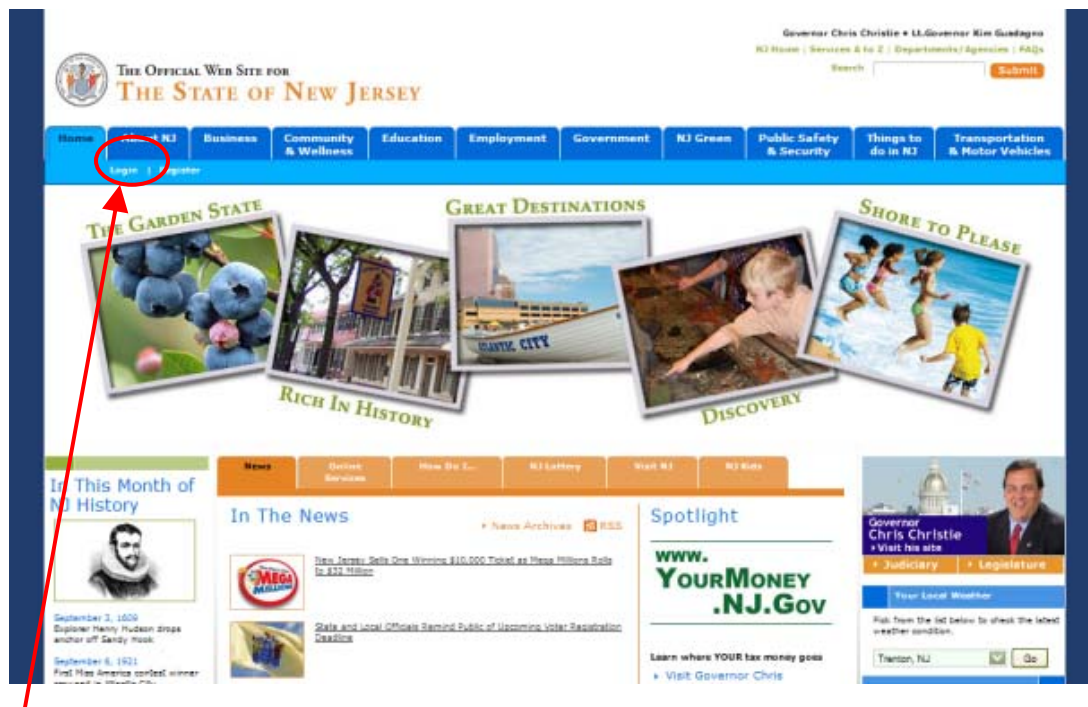 Governor Chris Christie • Lt.Governor Kim Guadagno
NJ Home | Services A to Z | Departments/Agencies | FAQs
Search
Submit
THE OFFICIAL WEB SITE FOR
THE STATE OF NEW JERSEY
Home
About NJ
Business
Community & Wellness
Education
Employment
Government
NJ Green
Public Safety & Security
Things to do in NJ
Transportation & Motor Vehicles
Login | Register
THE GARDEN STATE
GREAT DESTINATIONS
SHORE TO PLEASE
ATLANTIC CITY
RICH IN HISTORY
DISCOVERY
News
Online Services
How Do I...
NJ Lottery
Visit NJ
NJ Kids
In This Month of
NJ History
September 3, 1609
Explorer Henry Hudson drops
anchor off Sandy Hook
September 6, 1921
First Miss America contest winner
crowned in Atlantic City
In The News
News Archives
RSS
MEGA
MILLIONS
New Jersey Sells One Winning $10,000 Ticket as Mega Millions Rolls
to $32 Million
State and Local Officials Remind Public of Upcoming Voter Registration
Deadline
Spotlight
WWW.
YOURMONEY
.NJ.GOV
Learn where YOUR tax money goes
Visit Governor Chris
Governor
Chris Christie
Visit his site
Judiciary
Legislature
Your Local Weather
Pick from the list below to check the latest
weather condition.
Trenton, NJ
Go